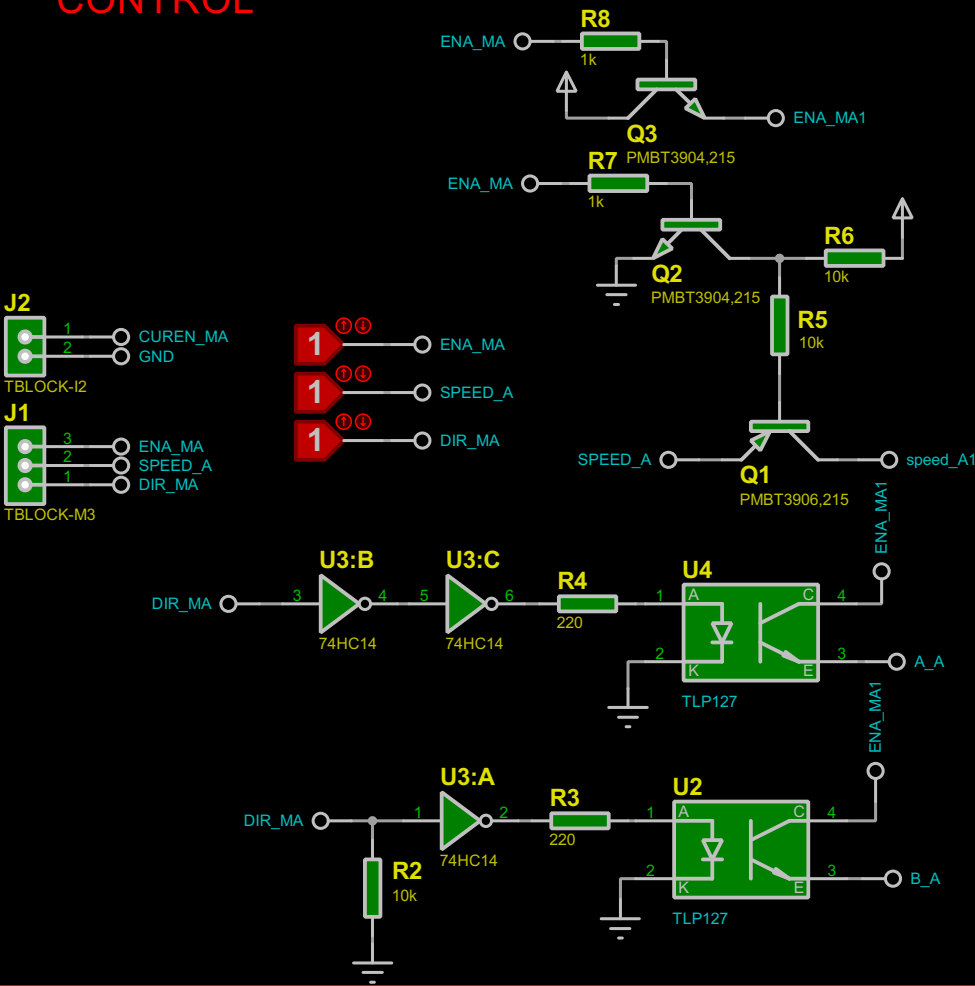 CONTROL
R8
ENA_MA
1k
ENA_MA1
Q3
PMBT3904,215
R7
ENA_MA
1k
R6
10k
Q2
PMBT3904,215
R5
10k
J2
1
CUREN_MA
2
GND
TBLOCK-I2
1
ENA_MA
1
SPEED_A
1
DIR_MA
J1
3
ENA_MA
2
SPEED_A
1
DIR_MA
TBLOCK-M3
SPEED_A
speed_A1
Q1
PMBT3906,215
ENA_MA1
U3:B
U3:C
R4
U4
DIR_MA
3
4
5
6
1
A
C
4
74HC14
74HC14
220
2
K
E
3
A_A
TLP127
ENA_MA1
U3:A
R3
U2
DIR_MA
1
2
1
A
C
4
74HC14
220
R2
10k
2
K
E
3
B_A
TLP127